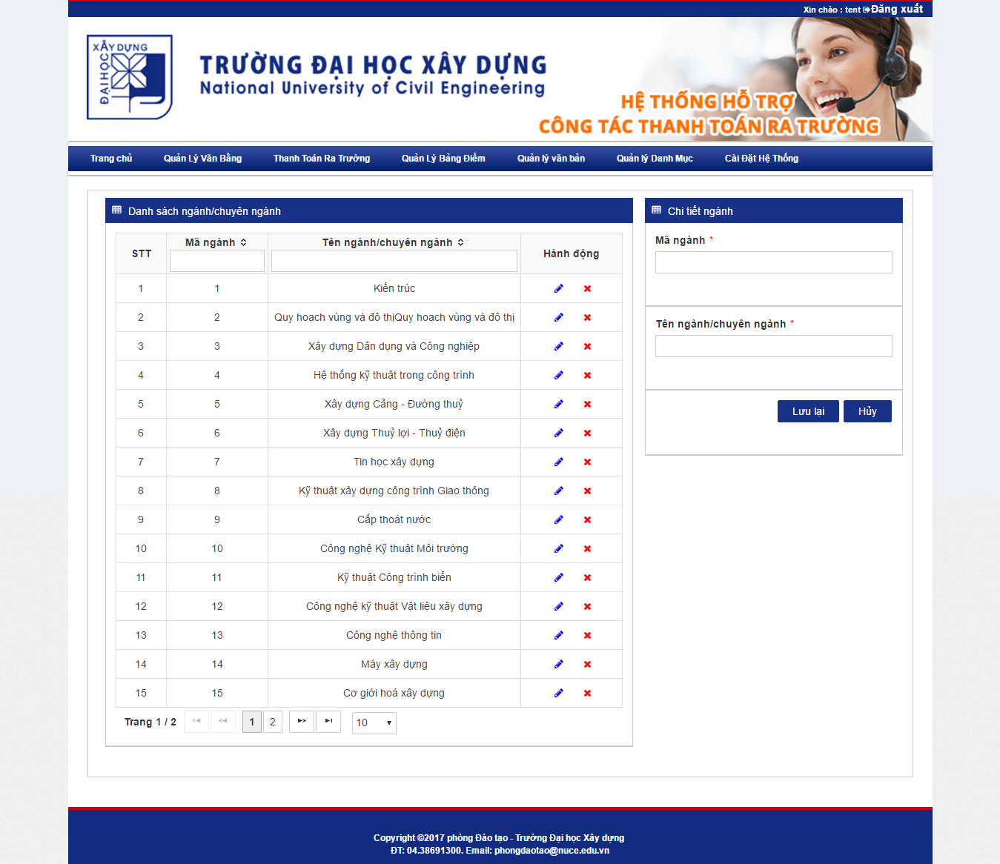 Xin chào : tent Đăng xuất
XÂY DỰNG
ĐẠI HỌC
TRƯỜNG ĐẠI HỌC XÂY DỰNG
National University of Civil Engineering
HỆ THỐNG HỖ TRỢ
CÔNG TÁC THANH TOÁN RA TRƯỜNG
Trang chủ Quản Lý Văn Bằng Thanh Toán Ra Trường Quản Lý Bảng Điểm Quản lý văn bản Quản lý Danh Mục Cài Đặt Hệ Thống
Danh sách ngành/chuyên ngành
STT Mã ngành Tên ngành/chuyên ngành Hành động
1 1 Kiến trúc
2 2 Quy hoạch vùng và đô thịQuy hoạch vùng và đô thị
3 3 Xây dựng Dân dụng và Công nghiệp
4 4 Hệ thống kỹ thuật trong công trình
5 5 Xây dựng Cảng - Đường thuỷ
6 6 Xây dựng Thuỷ lợi - Thuỷ điện
7 7 Tin học xây dựng
8 8 Kỹ thuật xây dựng công trình Giao thông
9 9 Cấp thoát nước
10 10 Công nghệ Kỹ thuật Môi trường
11 11 Kỹ thuật Công trình biển
12 12 Công nghệ kỹ thuật Vật liệu xây dựng
13 13 Công nghệ thông tin
14 14 Máy xây dựng
15 15 Cơ giới hoá xây dựng
Trang 1 / 2 1 2 10
Chi tiết ngành
Mã ngành *
Tên ngành/chuyên ngành *
Lưu lại Hủy
Copyright ©2017 phòng Đào tạo - Trường Đại học Xây dựng
ĐT: 04.38691300. Email: phongdaotao@nuce.edu.vn